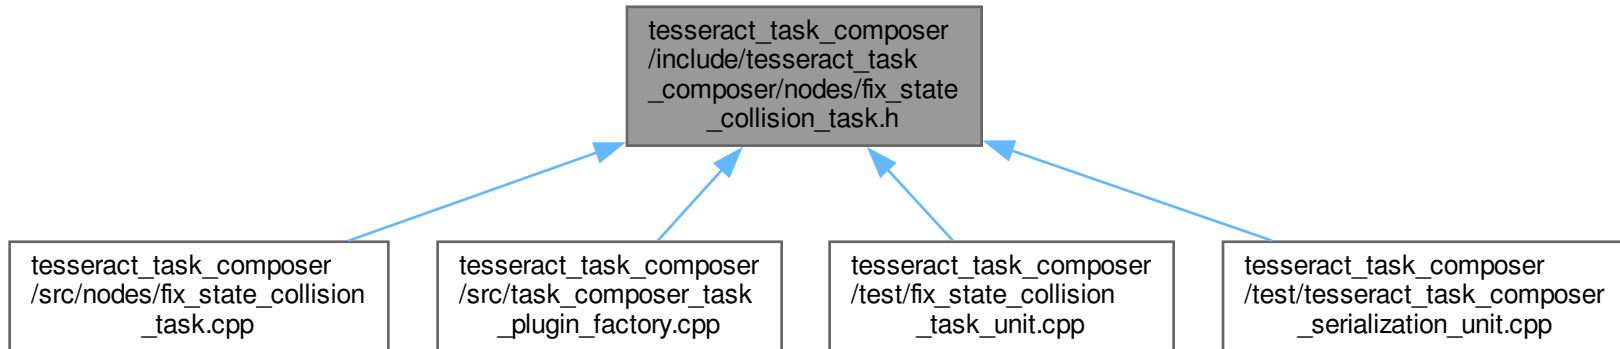 tesseract_task_composer
/include/tesseract_task
_composer/nodes/fix_state
_collision_task.h
tesseract_task_composer
/src/nodes/fix_state_collision
_task.cpp
tesseract_task_composer
/src/task_composer_task
_plugin_factory.cpp
tesseract_task_composer
/test/fix_state_collision
_task_unit.cpp
tesseract_task_composer
/test/tesseract_task_composer
_serialization_unit.cpp